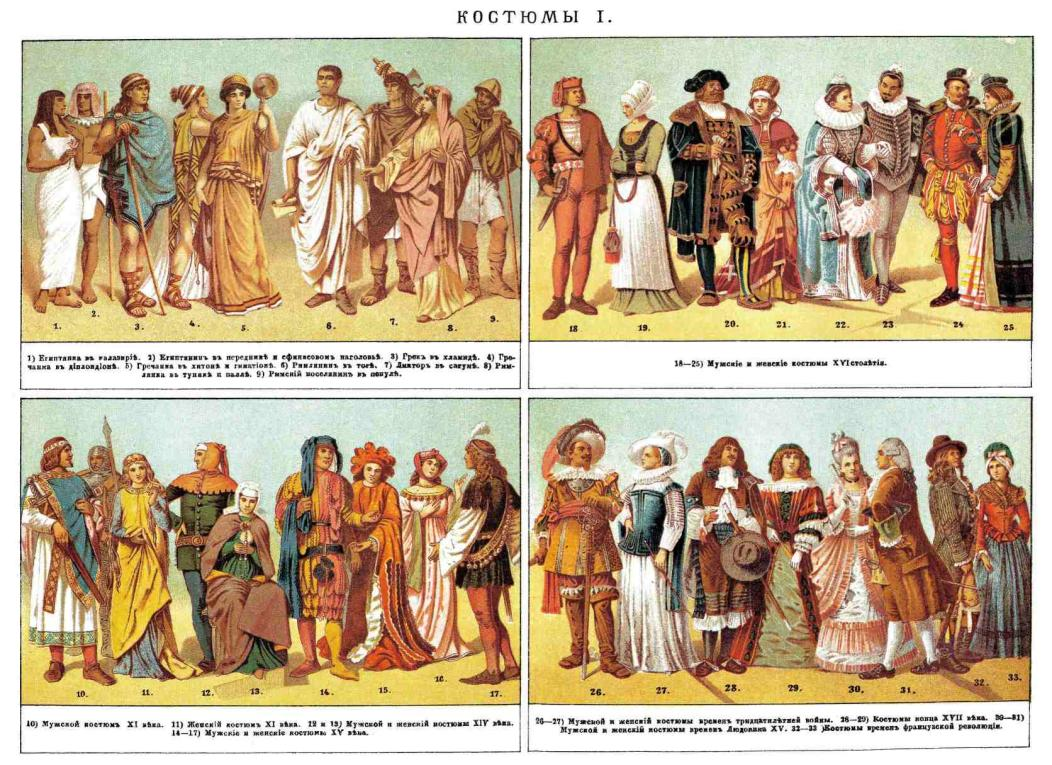 КОСТЮМЫ I.
1. 2. 3. 4. 5. 6. 7. 8. 9.
1) Египтянка въ калазирѣ. 2) Египтянинъ въ передникѣ и сфинксовомъ наголовьѣ. 3) Грекъ въ хламидѣ. 4) Гре-
чанка въ діплоидіонѣ. 5) Гречанка въ хитонѣ и гиматіонѣ. 6) Римлянинъ въ тогѣ. 7) Ликторъ въ сагумѣ. 8) Рим-
лянка въ туникѣ и паллѣ. 9) Римскій поселянинъ въ пенулѣ.
18 19. 20. 21. 22. 23 24 25
18—25) Мужскіе и женскіе костюмы XVI столѣтія.
10. 11. 12. 13. 14. 15. 16. 17.
10) Мужской костюмъ XI вѣка. 11) Женскій костюмъ XI вѣка. 12 и 13) Мужской и женскій костюмы XIV вѣка.
14—17) Мужскіе и женскіе костюмы XV вѣка.
26. 27. 28. 29. 30. 31. 32. 33.
26—27) Мужской и женскій костюмы временъ тридцатилѣтней войны. 28—29) Костюмы конца XVII вѣка. 30—31)
Мужской и женскій костюмы временъ Людовика XV. 32—33 )Костюмы временъ французской революціи.